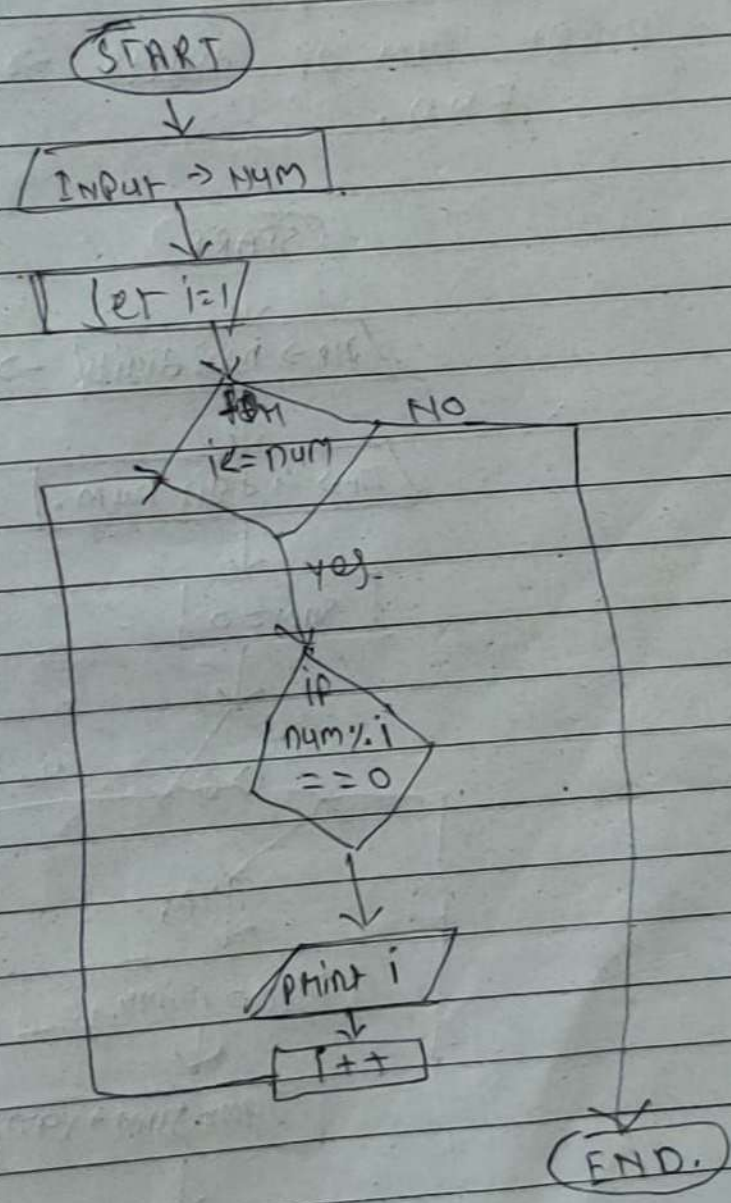 START
INPut -> NUM
let i=1
for
i<=num
NO
yes.
if
num%i
==0
print i
i++
END.